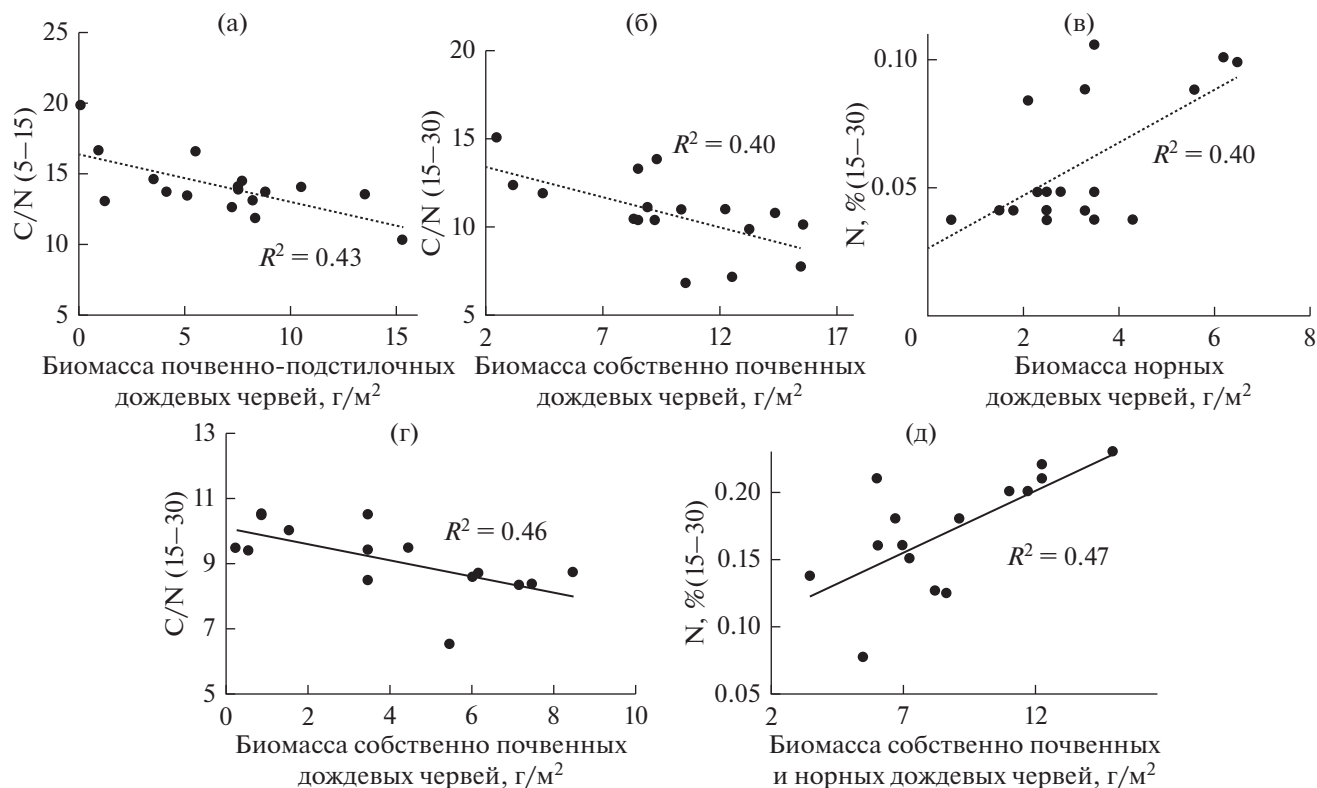 (а)
25
20
15
10
5
C/N (5–15)
R² = 0.43
0
5
10
15
Биомасса почвенно-подстилочных
дождевых червей, г/м²
(б)
20
15
10
5
C/N (15–30)
R² = 0.40
2
7
12
17
Биомасса собственно почвенных
дождевых червей, г/м²
(в)
0.10
0.05
N, % (15–30)
R² = 0.40
0
2
4
6
8
Биомасса норных
дождевых червей, г/м²
(г)
13
11
9
7
5
C/N (15–30)
R² = 0.46
0
2
4
6
8
10
Биомасса собственно почвенных
дождевых червей, г/м²
(д)
0.20
0.15
0.10
0.05
N, % (15–30)
R² = 0.47
2
7
12
Биомасса собственно почвенных
и норных дождевых червей, г/м²